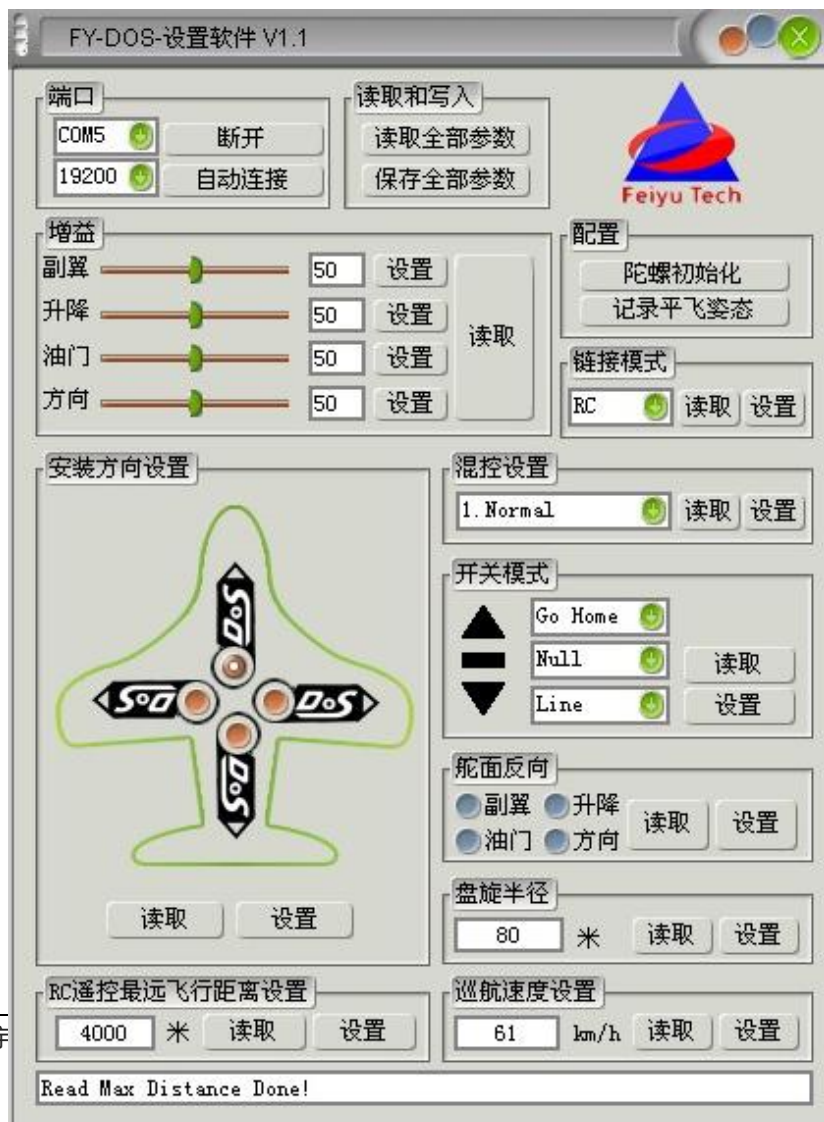 FY-DOS-设置软件 V1.1
端口
COM5 断开
19200 自动连接
读取和写入
读取全部参数
保存全部参数
Feiyu Tech
增益
副翼 50 设置
升降 50 设置
油门 50 设置
方向 50 设置
读取
配置
陀螺初始化
记录平飞姿态
链接模式
RC 读取 设置
安装方向设置
DoS
DoS DoS
DoS
读取 设置
混控设置
1.Normal 读取 设置
开关模式
Go Home
Null 读取
Line 设置
舵面反向
副翼 升降 读取 设置
油门 方向
盘旋半径
80 米 读取 设置
RC遥控最远飞行距离设置
4000 米 读取 设置
巡航速度设置
61 km/h 读取 设置
Read Max Distance Done!